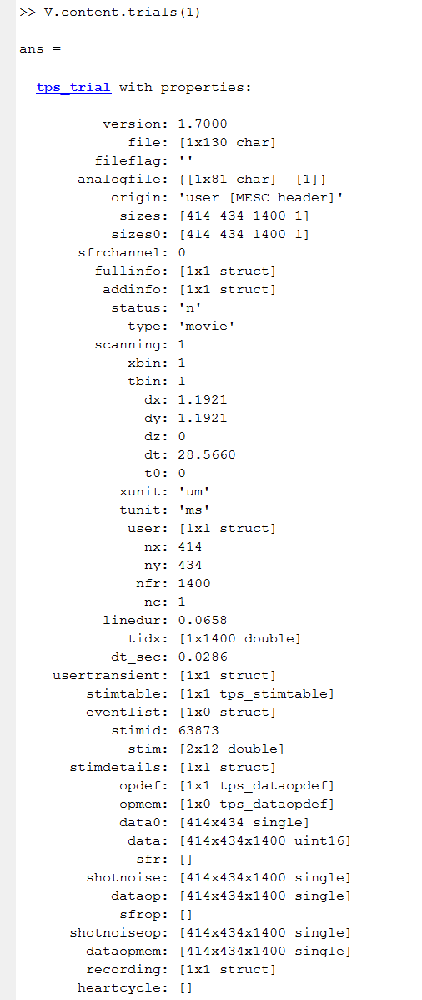 >> V.content.trials(1)
ans =
tps_trial with properties:
version: 1.7000
file: [1x130 char]
fileflag: ''
analogfile: {[1x81 char]  [1]}
origin: 'user [MESC header]'
sizes: [414 434 1400 1]
sizes0: [414 434 1400 1]
sfrchannel: 0
fullinfo: [1x1 struct]
addinfo: [1x1 struct]
status: 'n'
type: 'movie'
scanning: 1
xbin: 1
tbin: 1
dx: 1.1921
dy: 1.1921
dz: 0
dt: 28.5660
t0: 0
xunit: 'um'
tunit: 'ms'
user: [1x1 struct]
nx: 414
ny: 434
nfr: 1400
nc: 1
linedur: 0.0658
tidx: [1x1400 double]
dt_sec: 0.0286
usertransient: [1x1 struct]
stimtable: [1x1 tps_stimtable]
eventlist: [1x0 struct]
stimid: 63873
stim: [2x12 double]
stimdetails: [1x1 struct]
opdef: [1x1 tps_dataopdef]
opmem: [1x0 tps_dataopdef]
data0: [414x434 single]
data: [414x434x1400 uint16]
sfr: []
shotnoise: [414x434x1400 single]
dataop: [414x434x1400 single]
sfrop: []
shotnoiseop: [414x434x1400 single]
dataopmem: [414x434x1400 single]
recording: [1x1 struct]
heartcycle: []